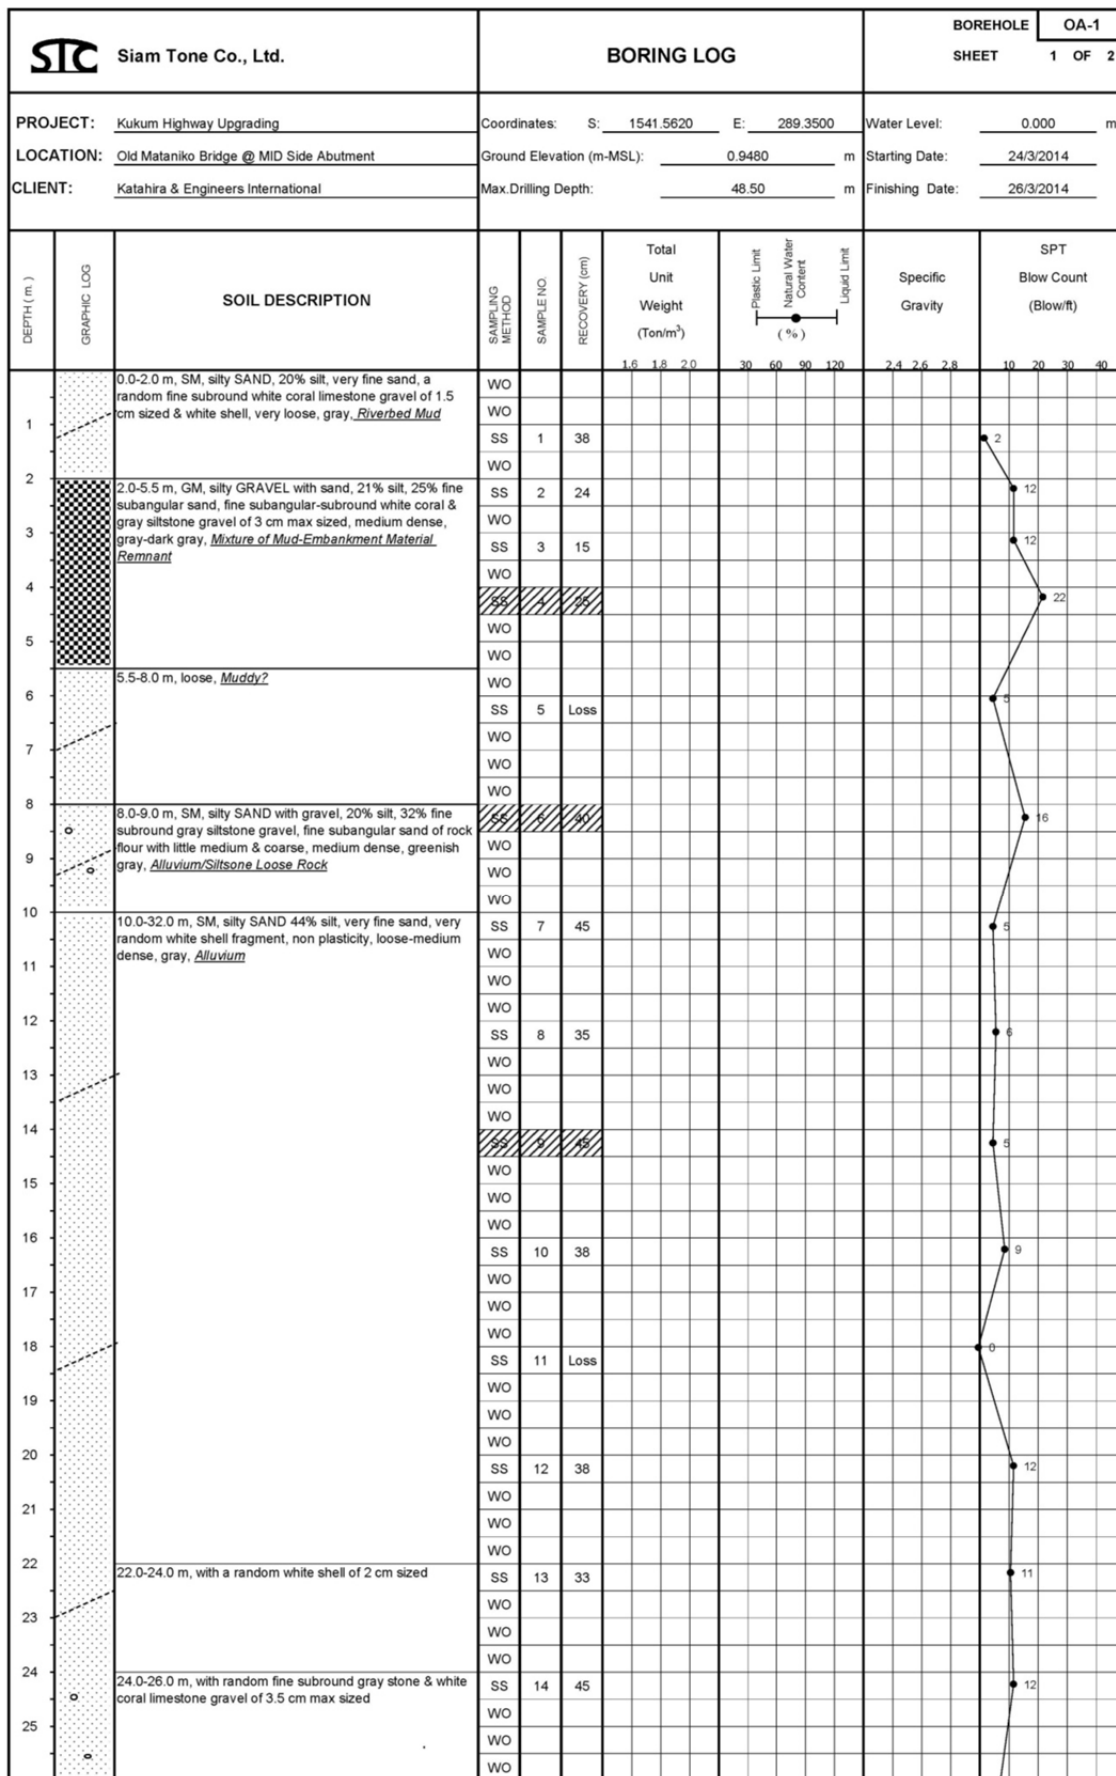 BOREHOLE OA-1
STC Siam Tone Co., Ltd. BORING LOG SHEET 1 OF 2
PROJECT: Kukum Highway Upgrading Coordinates: S: 1541.5620 E: 289.3500 Water Level: 0.000 m
LOCATION: Old Mataniko Bridge @ MID Side Abutment Ground Elevation (m-MSL): 0.9480 m Starting Date: 24/3/2014
CLIENT: Katahira & Engineers International Max.Drilling Depth: 48.50 m Finishing Date: 26/3/2014
DEPTH ( m. )
GRAPHIC LOG
SOIL DESCRIPTION
SAMPLING METHOD
SAMPLE NO.
RECOVERY (cm)
Total
Unit
Weight
(Ton/m³)
1.6 1.8 2.0
Plastic Limit
Natural Water Content
Liquid Limit
( % )
30 60 90 120
Specific
Gravity
2.4 2.6 2.8
SPT
Blow Count
(Blow/ft)
10 20 30 40
0.0-2.0 m, SM, silty SAND, 20% silt, very fine sand, a
random fine subround white coral limestone gravel of 1.5
cm sized & white shell, very loose, gray, Riverbed Mud
WO
WO
1 SS 1 38 2
WO
2 SS 2 24 12
2.0-5.5 m, GM, silty GRAVEL with sand, 21% silt, 25% fine
subangular sand, fine subangular-subround white coral &
gray siltstone gravel of 3 cm max sized, medium dense,
gray-dark gray, Mixture of Mud-Embankment Material
Remnant
WO
3 SS 3 15 12
WO
4 SS 4 25 22
WO
5 WO
5.5-8.0 m, loose, Muddy?
WO
6 SS 5 Loss 5
WO
7 WO
WO
8 SS 6 40 16
8.0-9.0 m, SM, silty SAND with gravel, 20% silt, 32% fine
subround gray siltstone gravel, fine subangular sand of rock
flour with little medium & coarse, medium dense, greenish
gray, Alluvium/Siltsone Loose Rock
WO
9 WO
WO
10 SS 7 45 5
10.0-32.0 m, SM, silty SAND 44% silt, very fine sand, very
random white shell fragment, non plasticity, loose-medium
dense, gray, Alluvium
WO
11 WO
WO
12 SS 8 35 6
WO
13 WO
WO
14 SS 9 45 5
WO
15 WO
WO
16 SS 10 38 9
WO
17 WO
WO
18 SS 11 Loss 0
WO
19 WO
WO
20 SS 12 38 12
WO
21 WO
WO
22 SS 13 33 11
22.0-24.0 m, with a random white shell of 2 cm sized
WO
23 WO
WO
24 SS 14 45 12
24.0-26.0 m, with random fine subround gray stone & white
coral limestone gravel of 3.5 cm max sized
WO
25 WO
WO